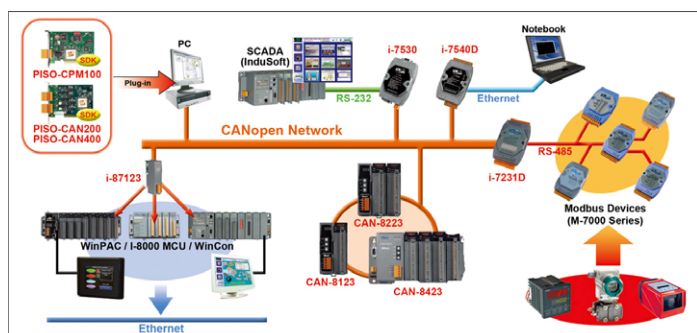 PISO-CPM100
SDK
PISO-CAN200
PISO-CAN400
SDK
Plug-in
PC
SCADA
(InduSoft)
RS-232
i-7530
i-7540D
Ethernet
Notebook
CANopen Network
i-7231D
RS-485
Modbus Devices
(M-7000 Series)
i-87123
WinPAC / I-8000 MCU / WinCon
Ethernet
CAN-8223
CAN-8123
CAN-8423